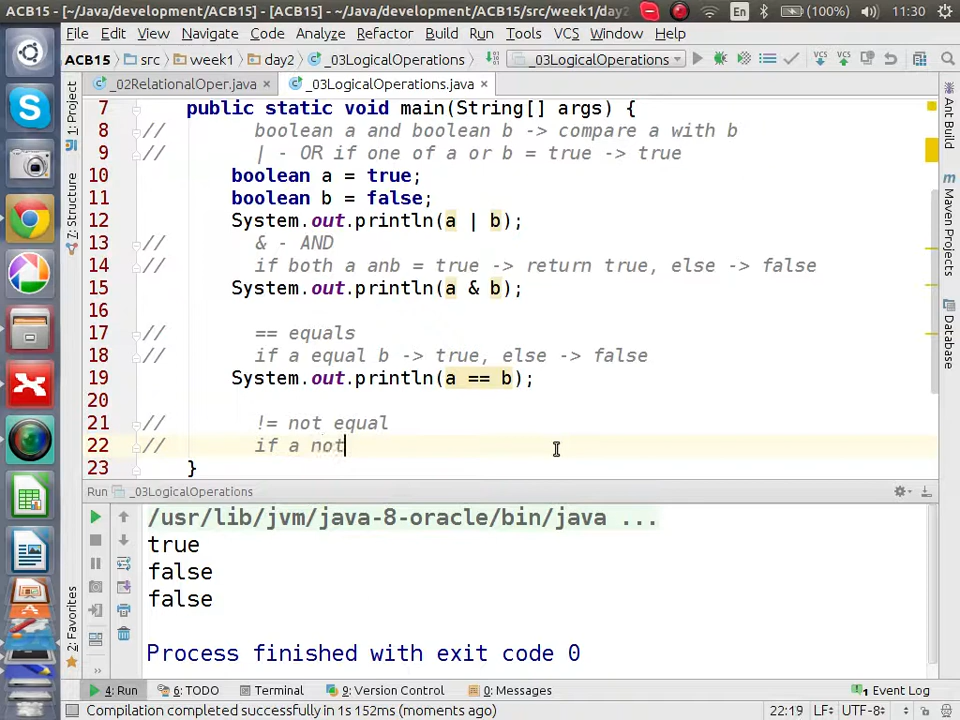 ACB15 - [~/Java/development/ACB15] - [ACB15] - ~/Java/development/ACB15/src/week1/day2
En (100%) 11:30
File Edit View Navigate Code Analyze Refactor Build Run Tools VCS Window Help
ACB15 src week1 day2 _03LogicalOperations _03LogicalOperations VCS VCS
_02RelationalOper.java × _03LogicalOperations.java ×
1: Project
7: Structure
2: Favorites
Ant Build
Maven Projects
Database
7 public static void main(String[] args) {
8 // boolean a and boolean b -> compare a with b
9 // | - OR if one of a or b = true -> true
10 boolean a = true;
11 boolean b = false;
12 System.out.println(a | b);
13 // & - AND
14 // if both a anb = true -> return true, else -> false
15 System.out.println(a & b);
16
17 // == equals
18 // if a equal b -> true, else -> false
19 System.out.println(a == b);
20
21 // != not equal
22 // if a not
23 }
Run _03LogicalOperations
/usr/lib/jvm/java-8-oracle/bin/java ...
true
false
false
Process finished with exit code 0
4: Run 6: TODO Terminal 9: Version Control 0: Messages 1 Event Log
Compilation completed successfully in 1s 152ms (moments ago) 22:19 LF÷ UTF-8÷